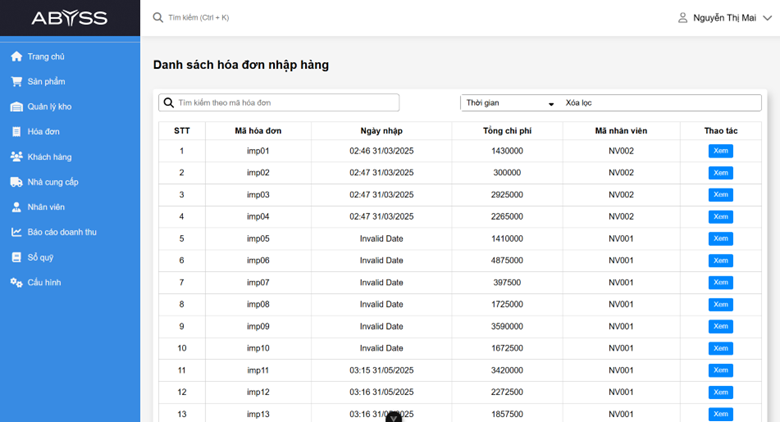 ABYSS
Tìm kiếm (Ctrl + K)
Nguyễn Thị Mai
Trang chủ
Sản phẩm
Quản lý kho
Hóa đơn
Khách hàng
Nhà cung cấp
Nhân viên
Báo cáo doanh thu
Sổ quỹ
Cấu hình
Danh sách hóa đơn nhập hàng
Tìm kiếm theo mã hóa đơn
Thời gian Xóa lọc
STT Mã hóa đơn Ngày nhập Tổng chi phí Mã nhân viên Thao tác
1 imp01 02:46 31/03/2025 1430000 NV002 Xem
2 imp02 02:47 31/03/2025 300000 NV002 Xem
3 imp03 02:47 31/03/2025 2925000 NV002 Xem
4 imp04 02:47 31/03/2025 2265000 NV002 Xem
5 imp05 Invalid Date 1410000 NV001 Xem
6 imp06 Invalid Date 4875000 NV001 Xem
7 imp07 Invalid Date 397500 NV001 Xem
8 imp08 Invalid Date 1725000 NV001 Xem
9 imp09 Invalid Date 3590000 NV001 Xem
10 imp10 Invalid Date 1672500 NV001 Xem
11 imp11 03:15 31/05/2025 3420000 NV001 Xem
12 imp12 03:16 31/05/2025 2272500 NV001 Xem
13 imp13 03:16 31/05/2025 1857500 NV001 Xem